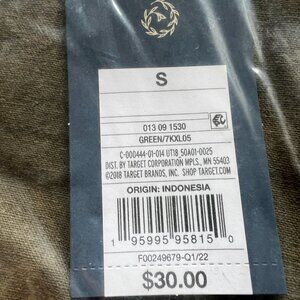 S
013 09 1530
GREEN/7KXL05
C-000444-01-014 UT18_50A01-0025
DIST. BY TARGET CORPORATION MPLS., MN 55403
©2018 TARGET BRANDS, INC. SHOP TARGET.COM
ORIGIN: INDONESIA
1 95995 95815 0
F00249679-Q1/22
$30.00